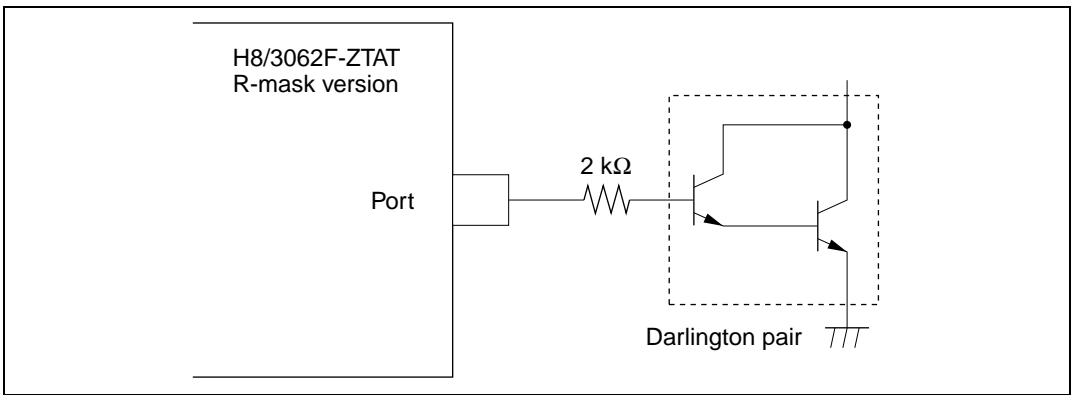 H8/3062F-ZTAT
R-mask version
2 kΩ
Port
Darlington pair